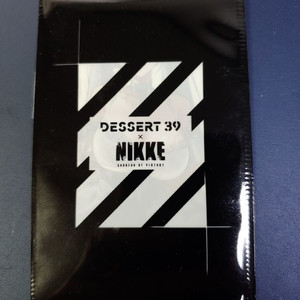 DESSERT 39
×
NIKKE
GODDESS OF VICTORY